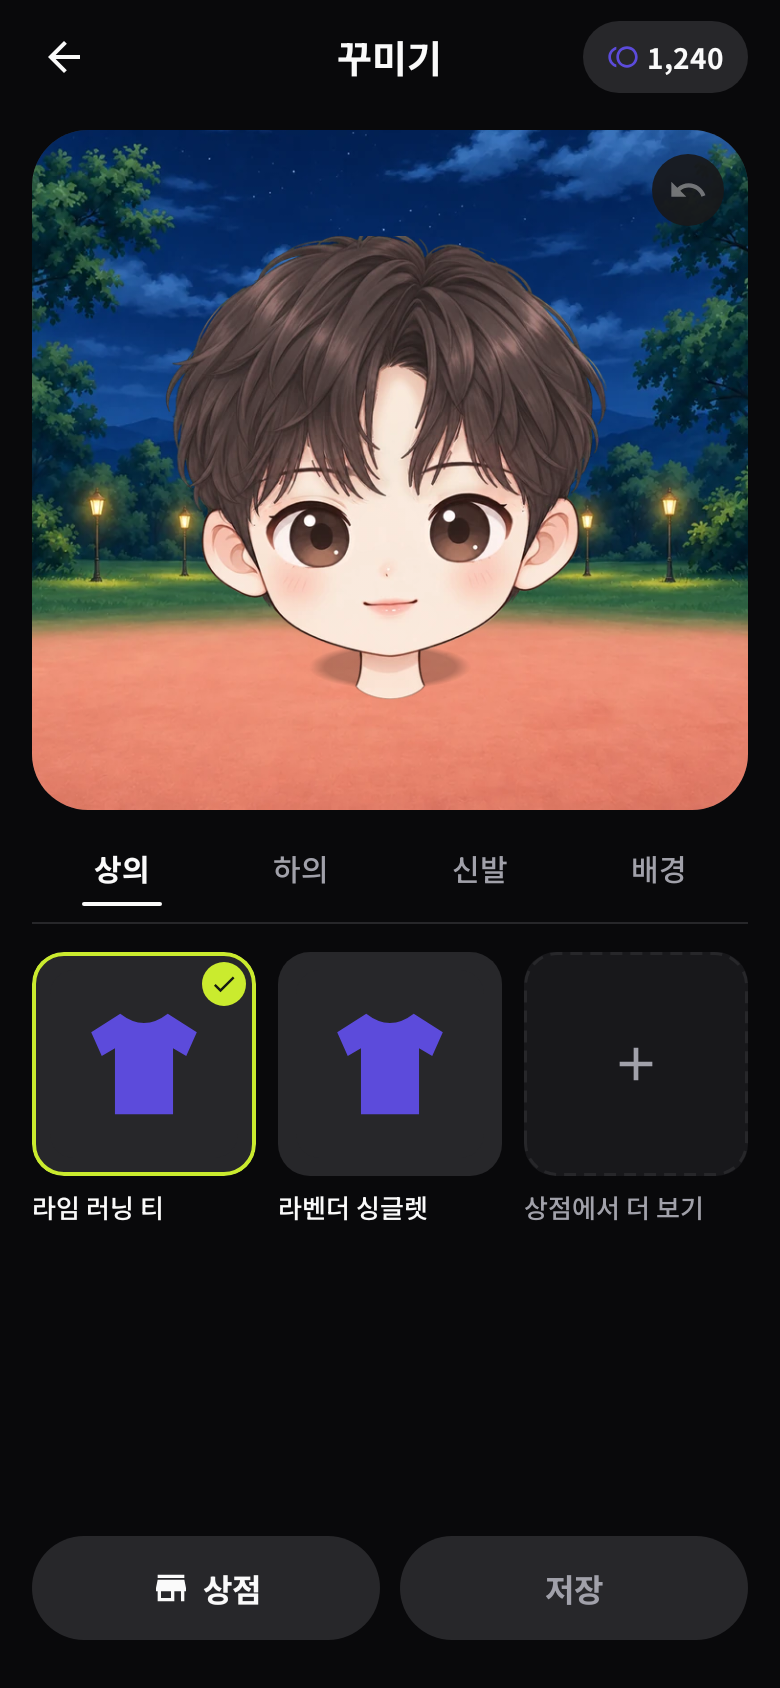 꾸미기
1,240
상의
하의
신발
배경
라임 러닝 티
라벤더 싱글렛
상점에서 더 보기
상점
저장